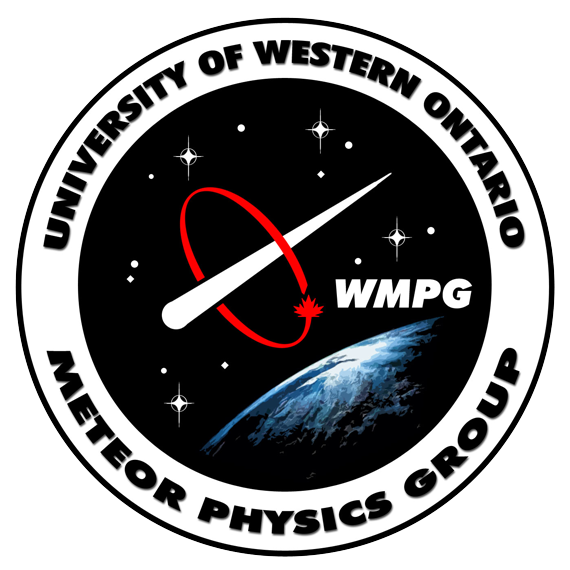 UNIVERSITY OF WESTERN ONTARIO
WMPG
METEOR PHYSICS GROUP